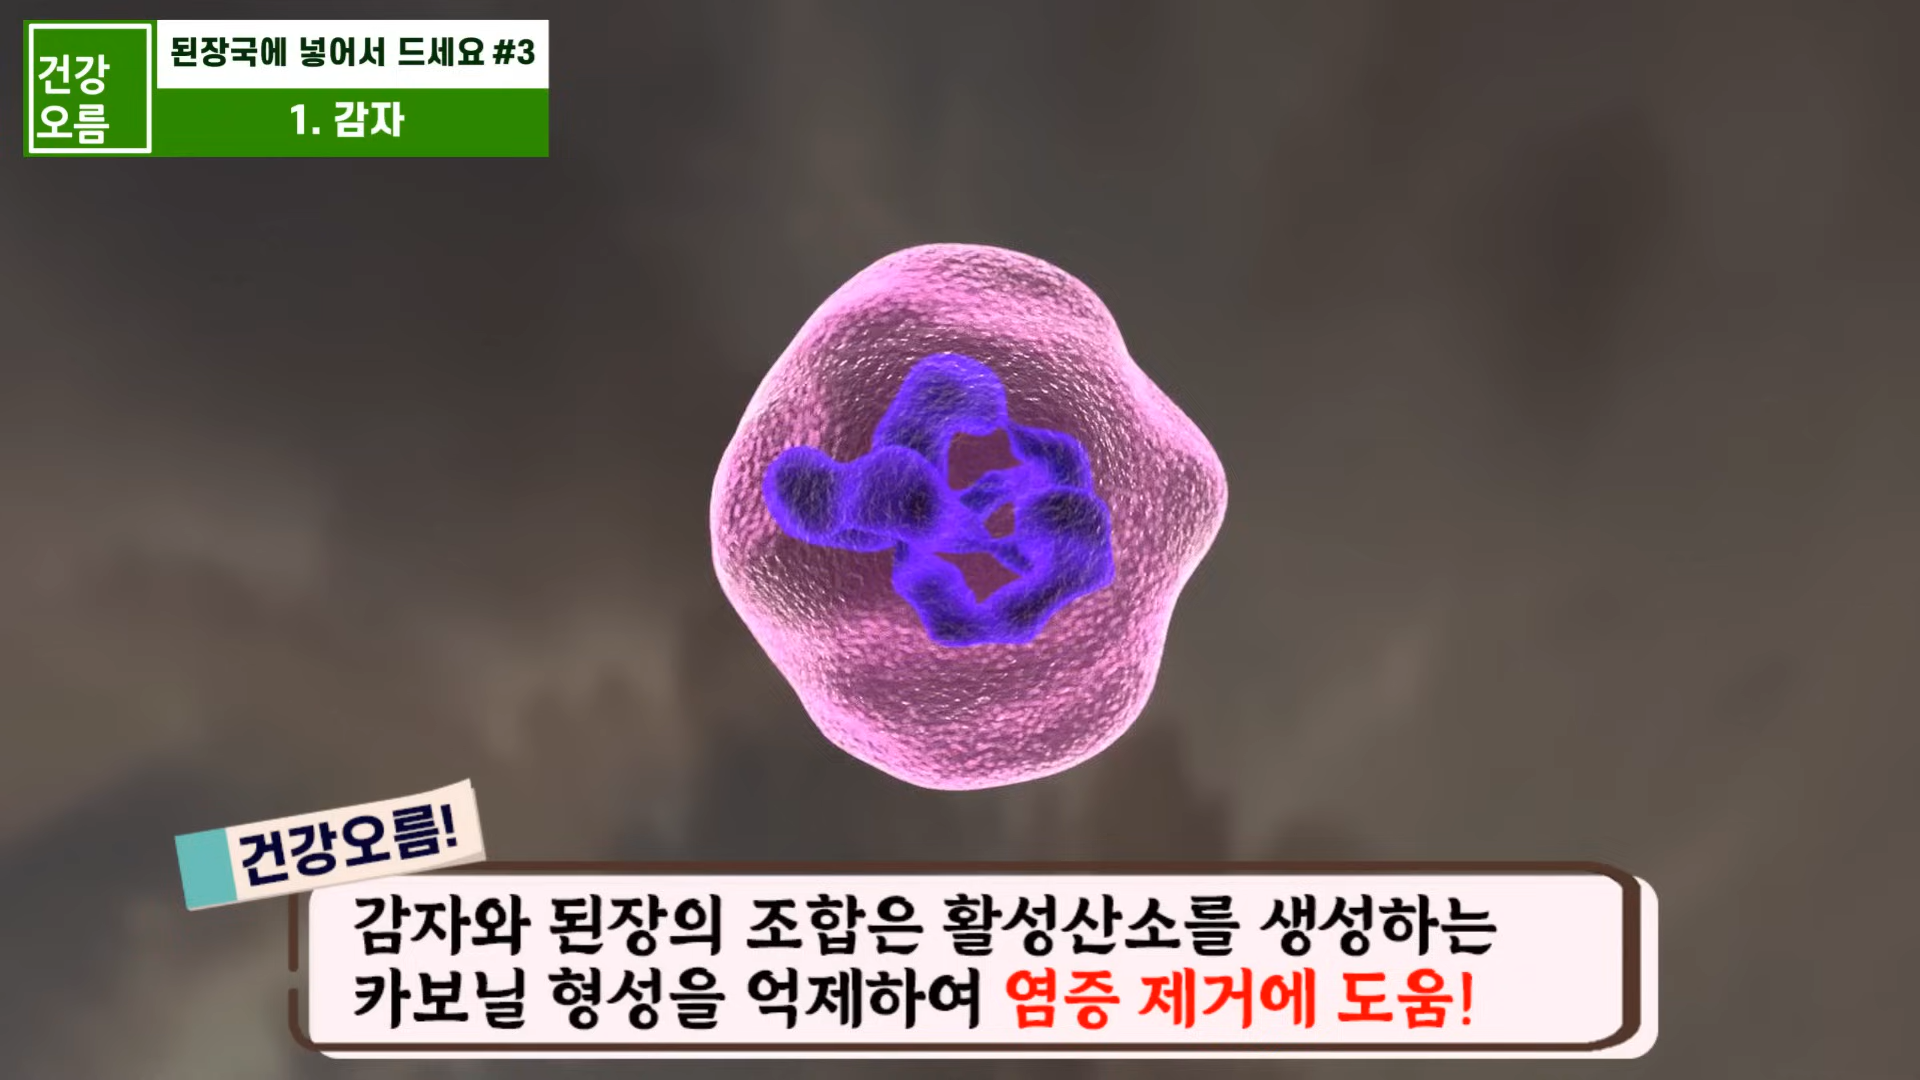 건강
오름
된장국에 넣어서 드세요 #3
1. 감자
건강오름!
감자와 된장의 조합은 활성산소를 생성하는
카보닐 형성을 억제하여 염증 제거에 도움!